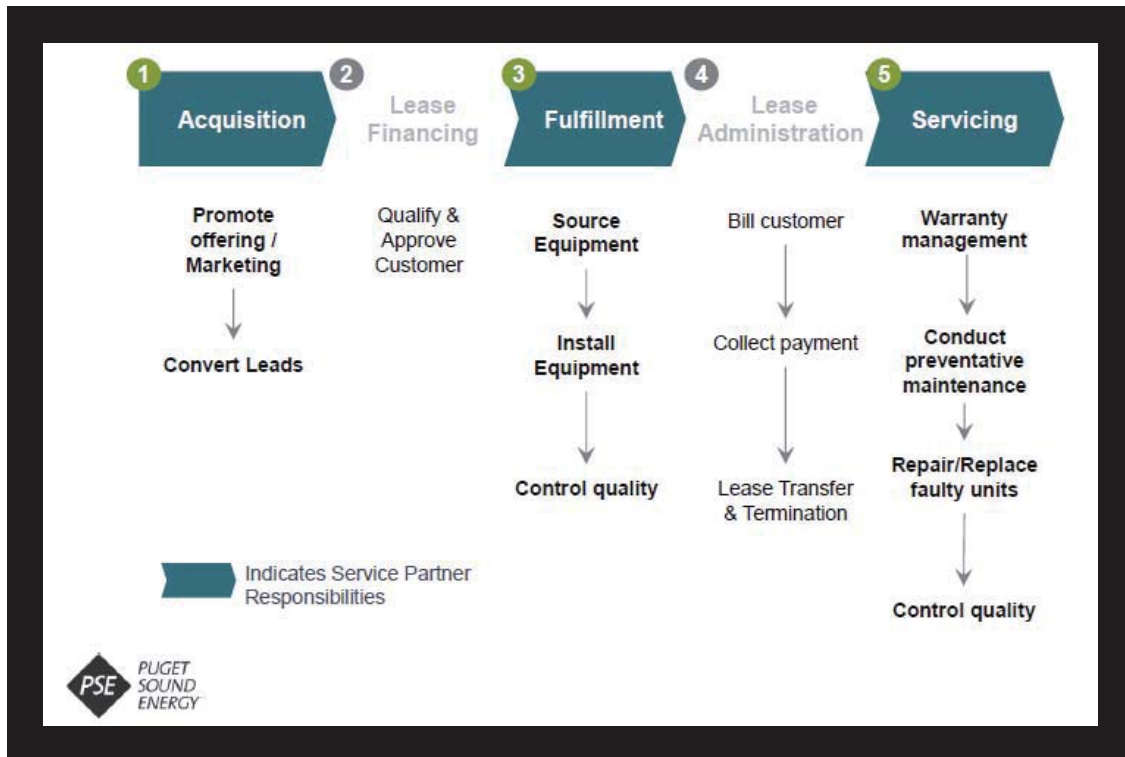 1
Acquisition
2
Lease
Financing
3
Fulfillment
4
Lease
Administration
5
Servicing
Promote
offering /
Marketing
Convert Leads
Qualify &
Approve
Customer
Source
Equipment
Install
Equipment
Control quality
Bill customer
Collect payment
Lease Transfer
& Termination
Warranty
management
Conduct
preventative
maintenance
Repair/Replace
faulty units
Control quality
Indicates Service Partner
Responsibilities
PSE
PUGET
SOUND
ENERGY